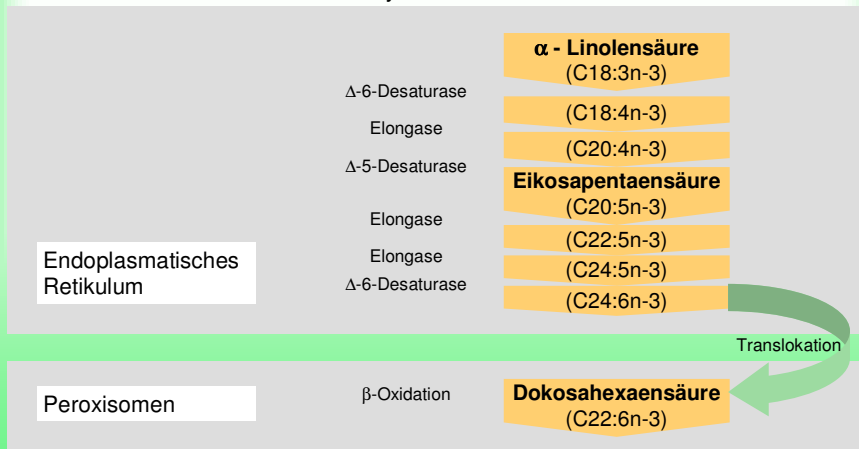 α - Linolensäure
(C18:3n-3)
Δ-6-Desaturase
(C18:4n-3)
Elongase
(C20:4n-3)
Δ-5-Desaturase
Eikosapentaensäure
(C20:5n-3)
Elongase
(C22:5n-3)
Elongase
(C24:5n-3)
Endoplasmatisches
Retikulum
Δ-6-Desaturase
(C24:6n-3)
Translokation
Peroxisomen
β-Oxidation
Dokosahexaensäure
(C22:6n-3)